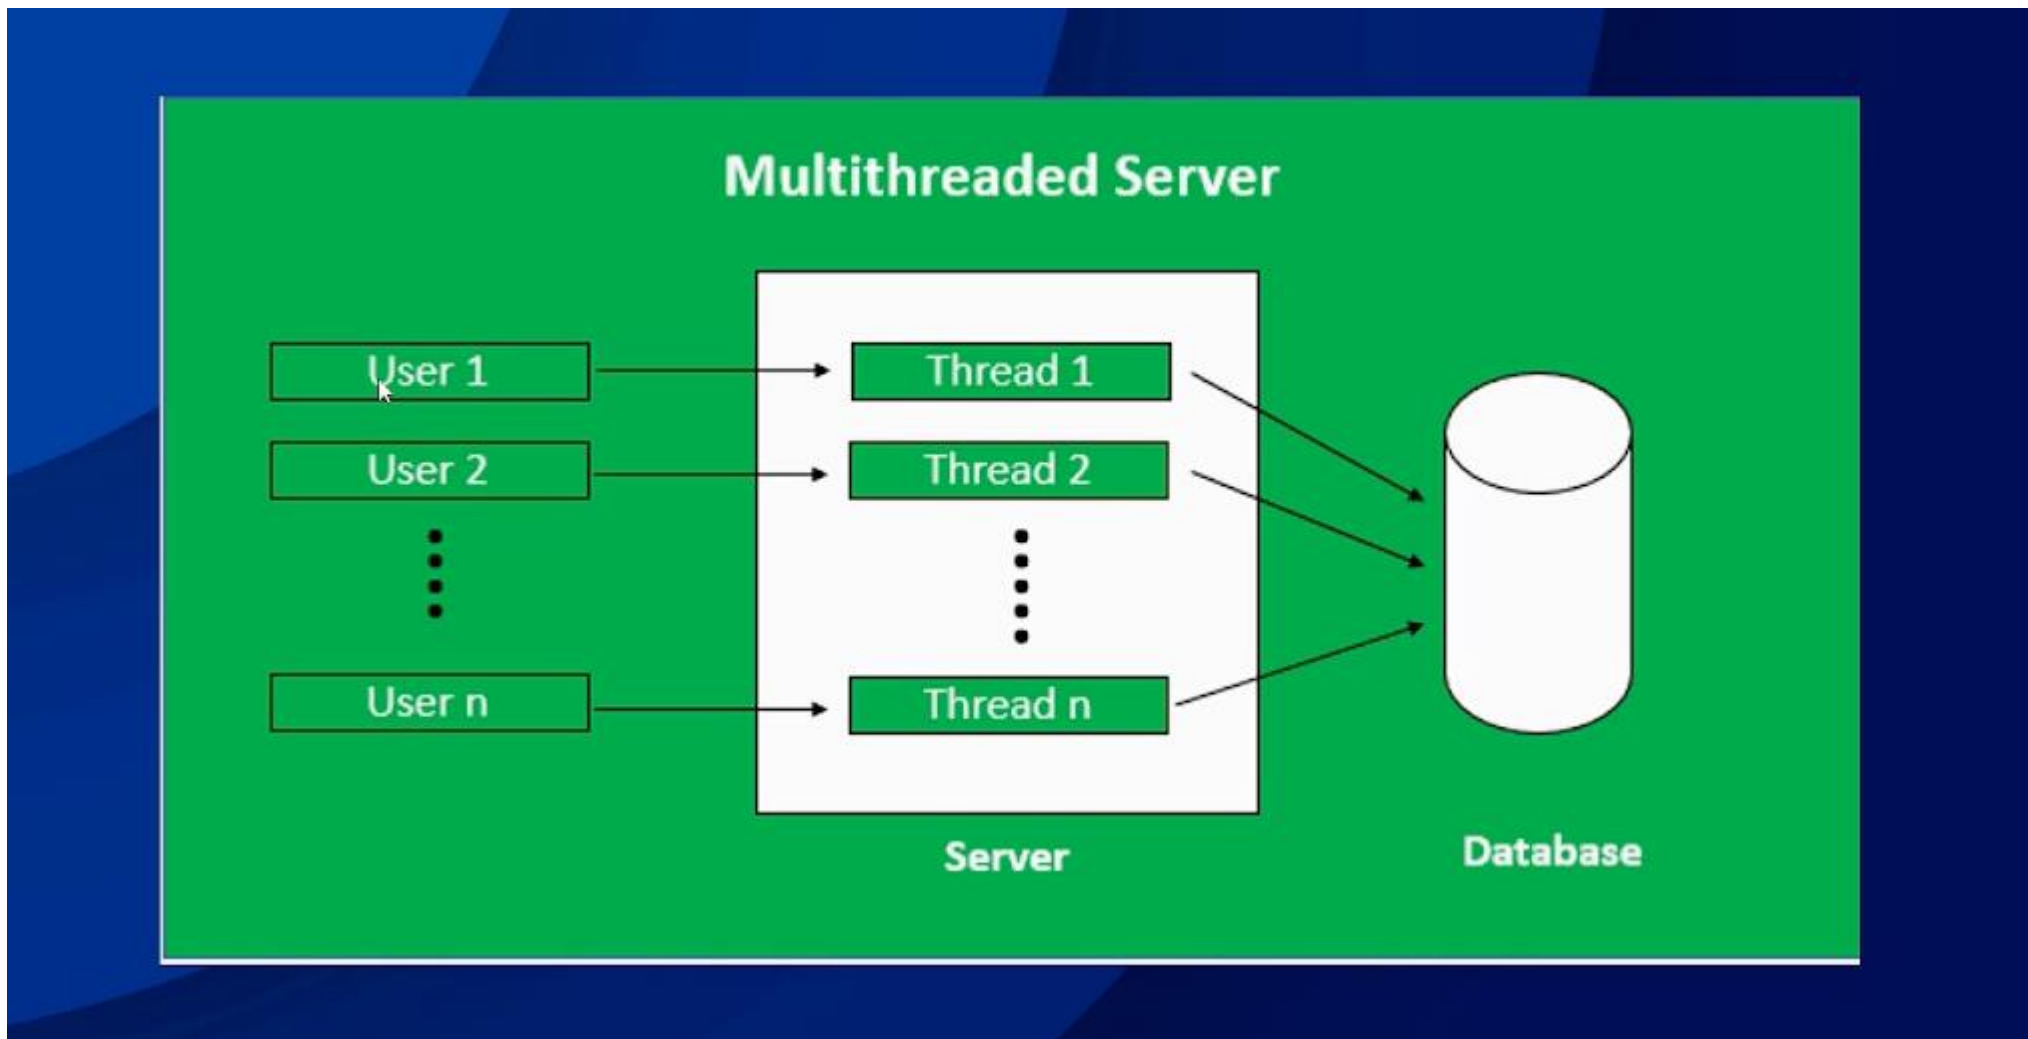 Multithreaded Server
User 1
Thread 1
User 2
Thread 2
User n
Thread n
Server
Database